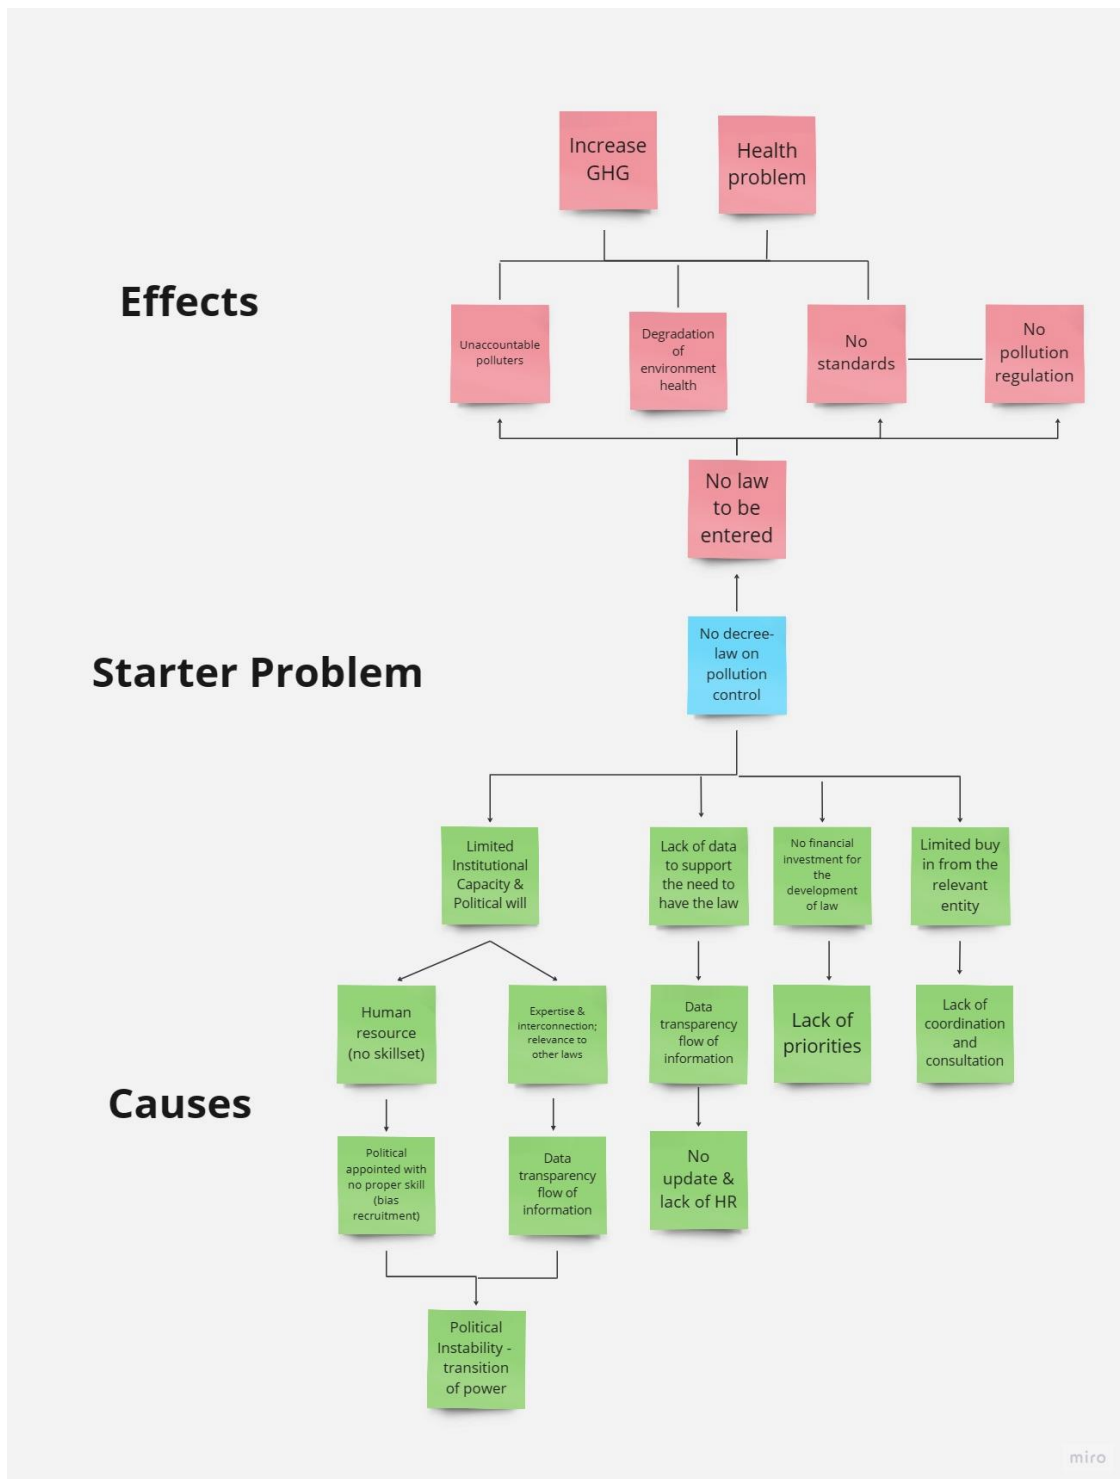 Increase
GHG
Health
problem
Effects
Unaccountable
polluters
Degradation
of
environment
health
No
standards
No
pollution
regulation
No law
to be
entered
Starter Problem
No decree-
law on
pollution
control
Limited
Institutional
Capacity &
Political will
Lack of data
to support
the need to
have the law
No financial
investment for
the
development
of law
Limited buy
in from the
relevant
entity
Human
resource
(no skillset)
Expertise &
interconnection;
relevance to
other laws
Data
transparency
flow of
information
Lack of
priorities
Lack of
coordination
and
consultation
Causes
Political
appointed with
no proper skill
(bias
recruitment)
Data
transparency
flow of
information
No
update &
lack of HR
Political
Instability -
transition
of power
miro